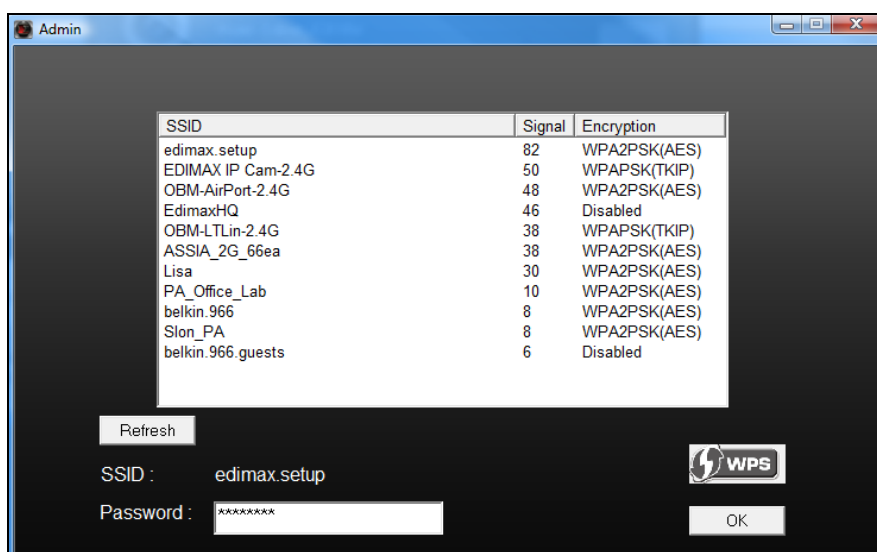 Admin
SSID Signal Encryption
edimax.setup 82 WPA2PSK(AES)
EDIMAX IP Cam-2.4G 50 WPAPSK(TKIP)
OBM-AirPort-2.4G 48 WPA2PSK(AES)
EdimaxHQ 46 Disabled
OBM-LTLin-2.4G 38 WPAPSK(TKIP)
ASSIA_2G_66ea 38 WPA2PSK(AES)
Lisa 30 WPA2PSK(AES)
PA_Office_Lab 10 WPA2PSK(AES)
belkin.966 8 WPA2PSK(AES)
Slon_PA 8 WPA2PSK(AES)
belkin.966.guests 6 Disabled
Refresh
SSID : edimax.setup
WPS
Password : ********
OK